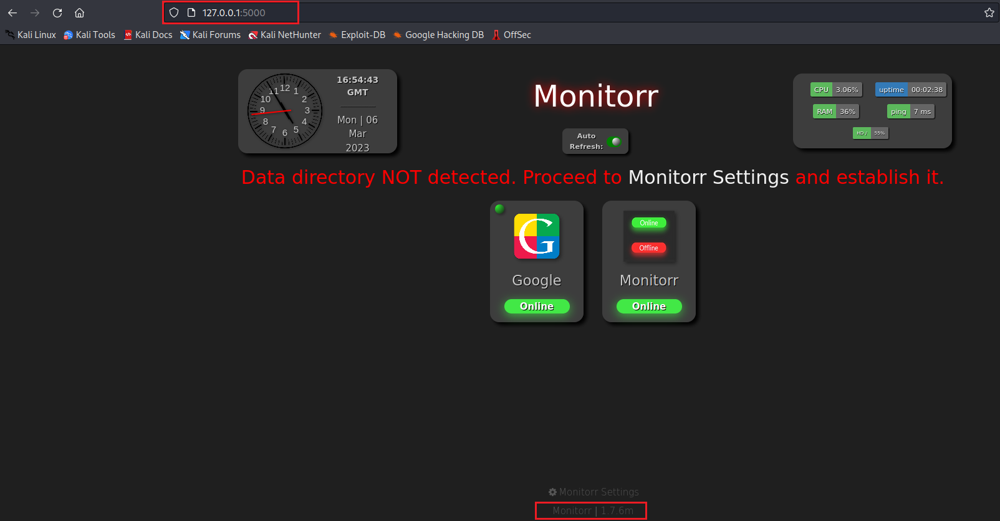 127.0.0.1:5000
Kali Linux Kali Tools Kali Docs Kali Forums Kali NetHunter Exploit-DB Google Hacking DB OffSec
12 1 2 3 4 5 6 7 8 9 10 11
16:54:43
GMT
Mon | 06
Mar
2023
Monitorr
Auto
Refresh:
CPU 3.06% uptime 00:02:38
RAM 36% ping 7 ms
HD / 55%
Data directory NOT detected. Proceed to Monitorr Settings and establish it.
G
Online
Offline
Google Monitorr
Online Online
Monitorr Settings
Monitorr | 1.7.6m